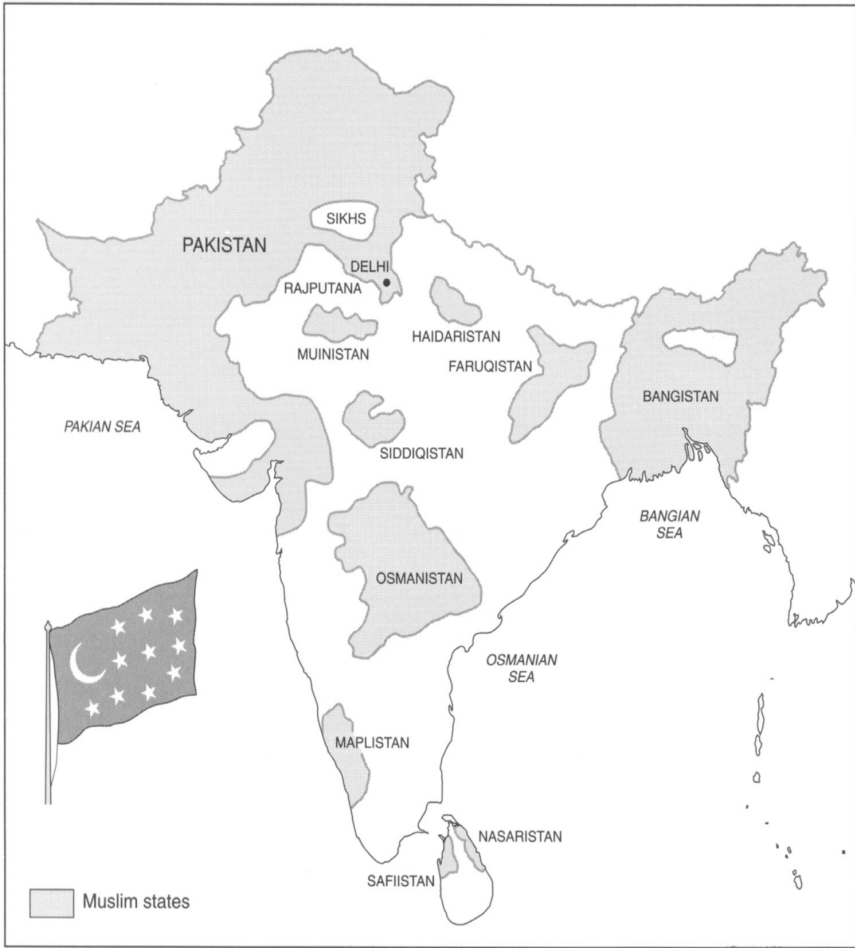 SIKHS
PAKISTAN
DELHI
RAJPUTANA
HAIDARISTAN
MUINISTAN
FARUQISTAN
BANGISTAN
PAKIAN SEA
SIDDIQISTAN
BANGIAN
SEA
OSMANISTAN
OSMANIAN
SEA
MAPLISTAN
NASARISTAN
SAFIISTAN
Muslim states